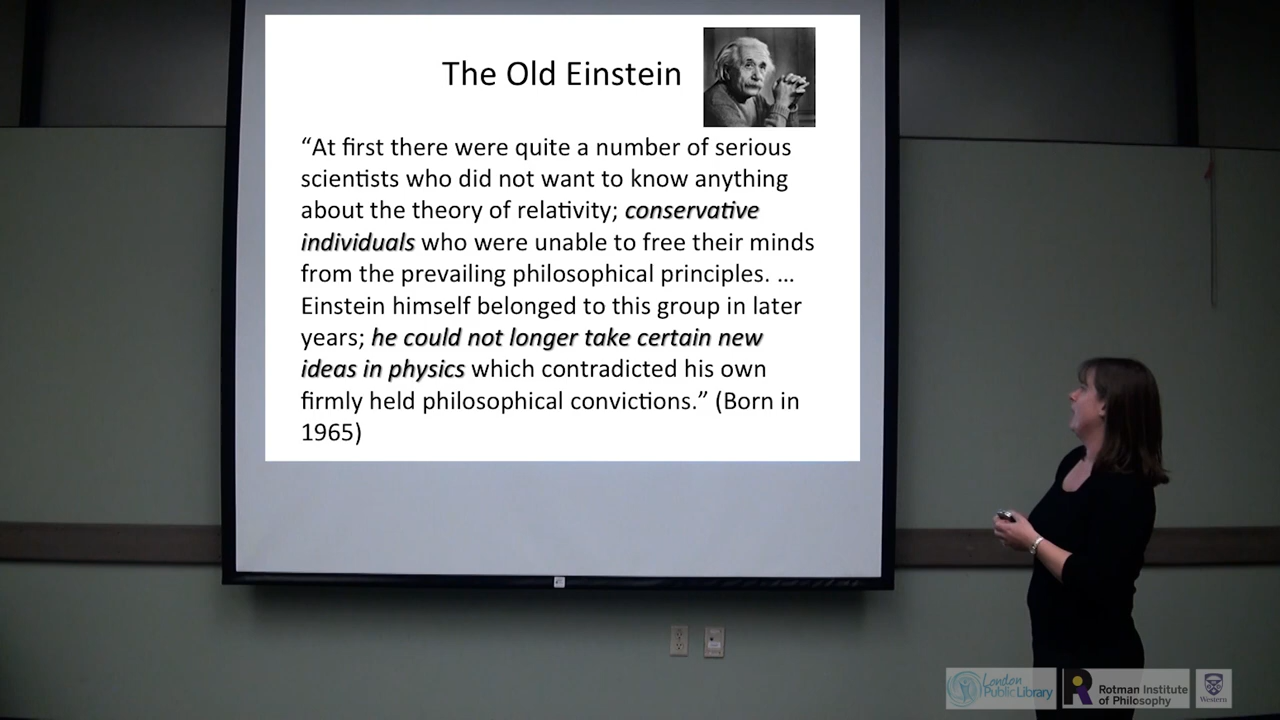 The Old Einstein
“At first there were quite a number of serious
scientists who did not want to know anything
about the theory of relativity; conservative
individuals who were unable to free their minds
from the prevailing philosophical principles. …
Einstein himself belonged to this group in later
years; he could not longer take certain new
ideas in physics which contradicted his own
firmly held philosophical convictions.” (Born in
1965)
London
Public Library
Rotman Institute
of Philosophy
Western